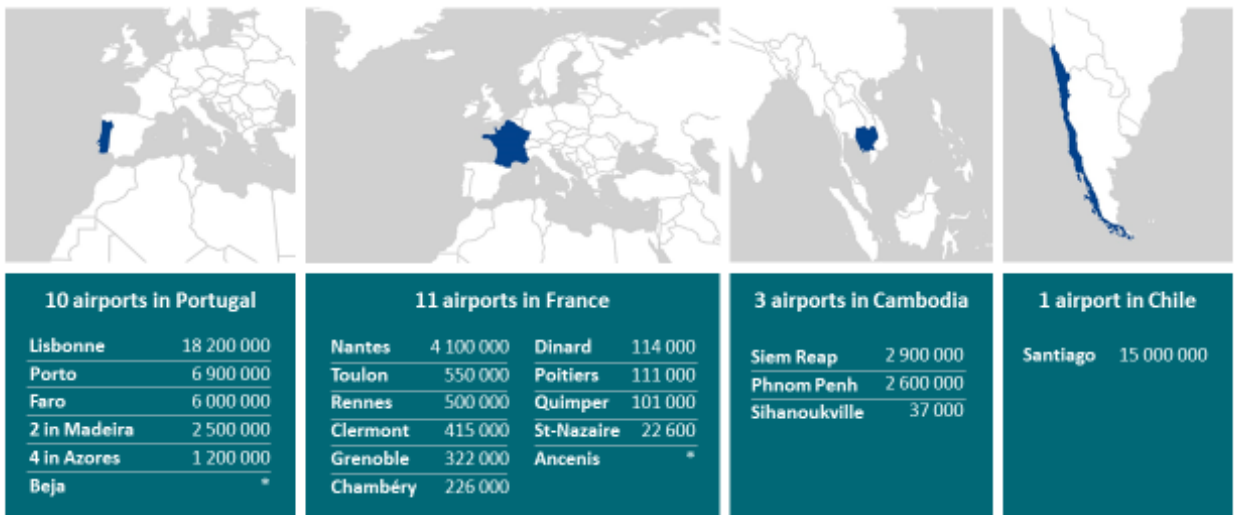 10 airports in Portugal
Lisbonne 18 200 000
Porto 6 900 000
Faro 6 000 000
2 in Madeira 2 500 000
4 in Azores 1 200 000
Beja *
11 airports in France
Nantes 4 100 000 Dinard 114 000
Toulon 550 000 Poitiers 111 000
Rennes 500 000 Quimper 101 000
Clermont 415 000 St-Nazaire 22 600
Grenoble 322 000 Ancenis *
Chambéry 226 000
3 airports in Cambodia
Siem Reap 2 900 000
Phnom Penh 2 600 000
Sihanoukville 37 000
1 airport in Chile
Santiago 15 000 000